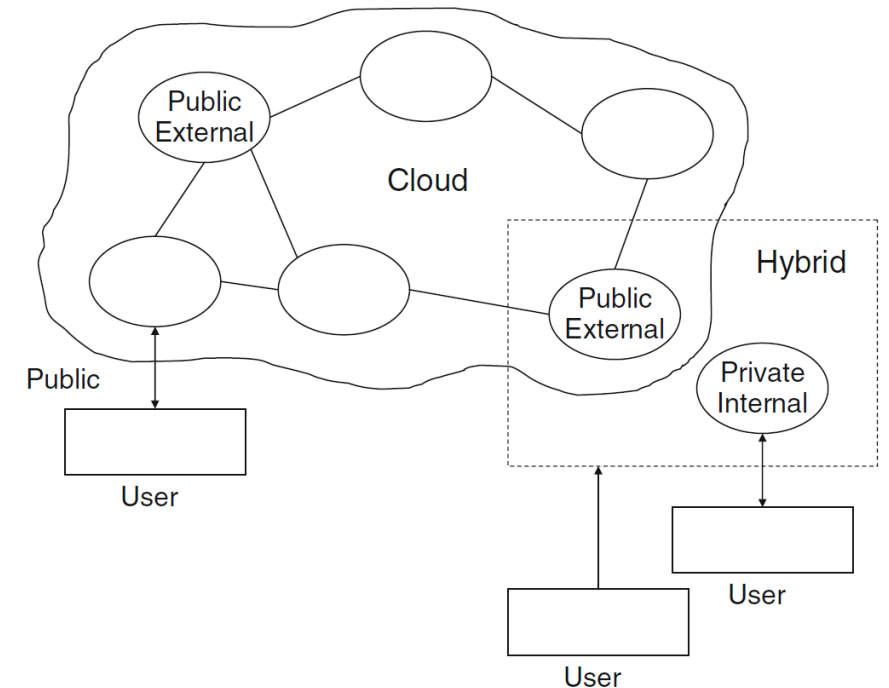 Public
External
Cloud
Hybrid
Public
External
Public
Private
Internal
User
User
User